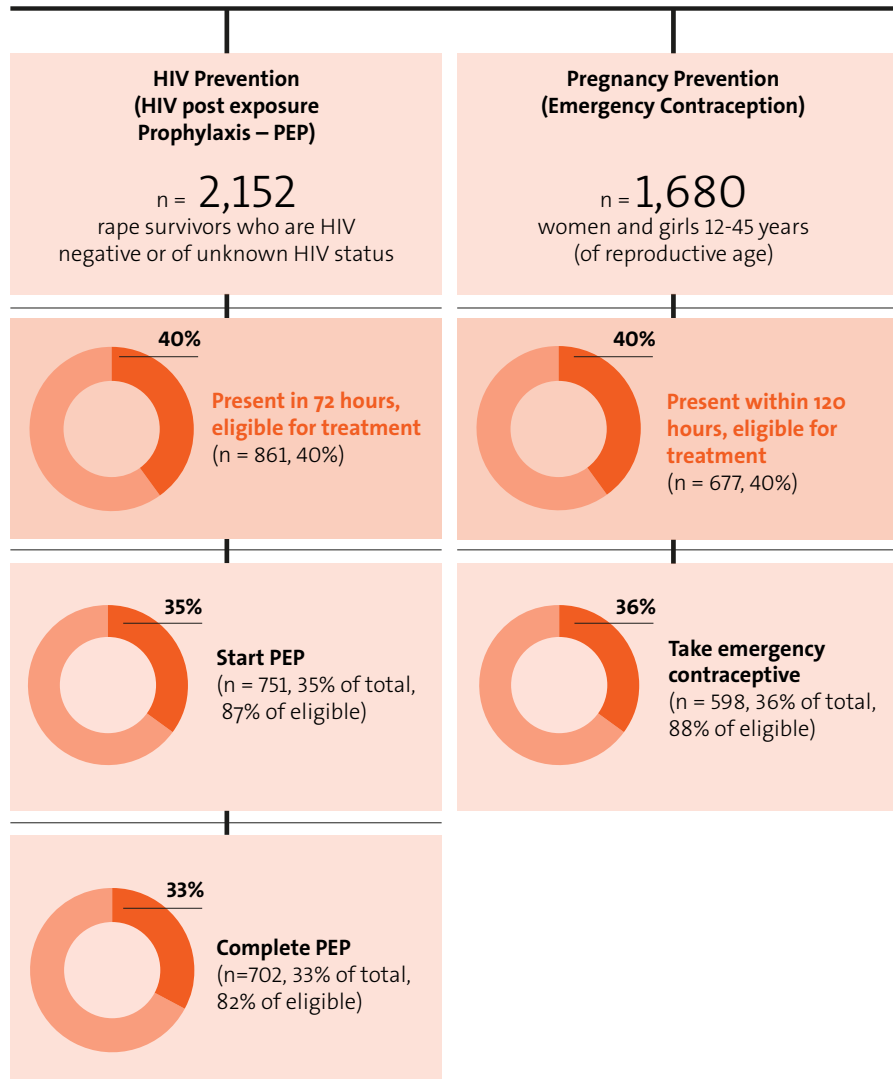 HIV Prevention
(HIV post exposure
Prophylaxis – PEP)
n = 2,152
rape survivors who are HIV
negative or of unknown HIV status
40%
Present in 72 hours,
eligible for treatment
(n = 861, 40%)
35%
Start PEP
(n = 751, 35% of total,
87% of eligible)
33%
Complete PEP
(n=702, 33% of total,
82% of eligible)
Pregnancy Prevention
(Emergency Contraception)
n = 1,680
women and girls 12-45 years
(of reproductive age)
40%
Present within 120
hours, eligible for
treatment
(n = 677, 40%)
36%
Take emergency
contraceptive
(n = 598, 36% of total,
88% of eligible)